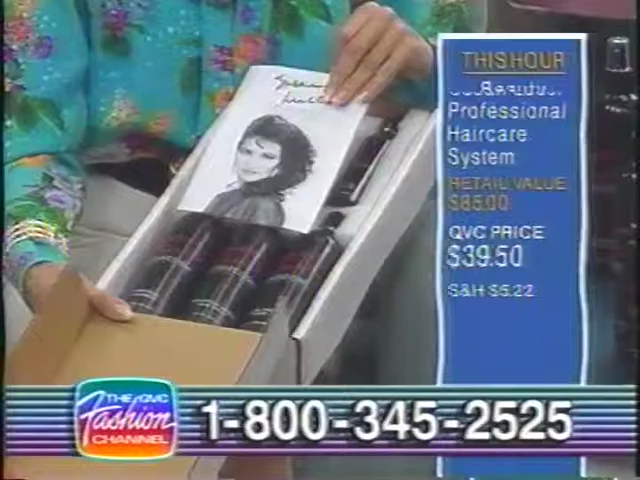 THIS HOUR
Professional
Haircare
System
RETAIL VALUE
$85.00
QVC PRICE
$39.50
S&H $5.22
THE QVC
Fashion
CHANNEL
1-800-345-2525